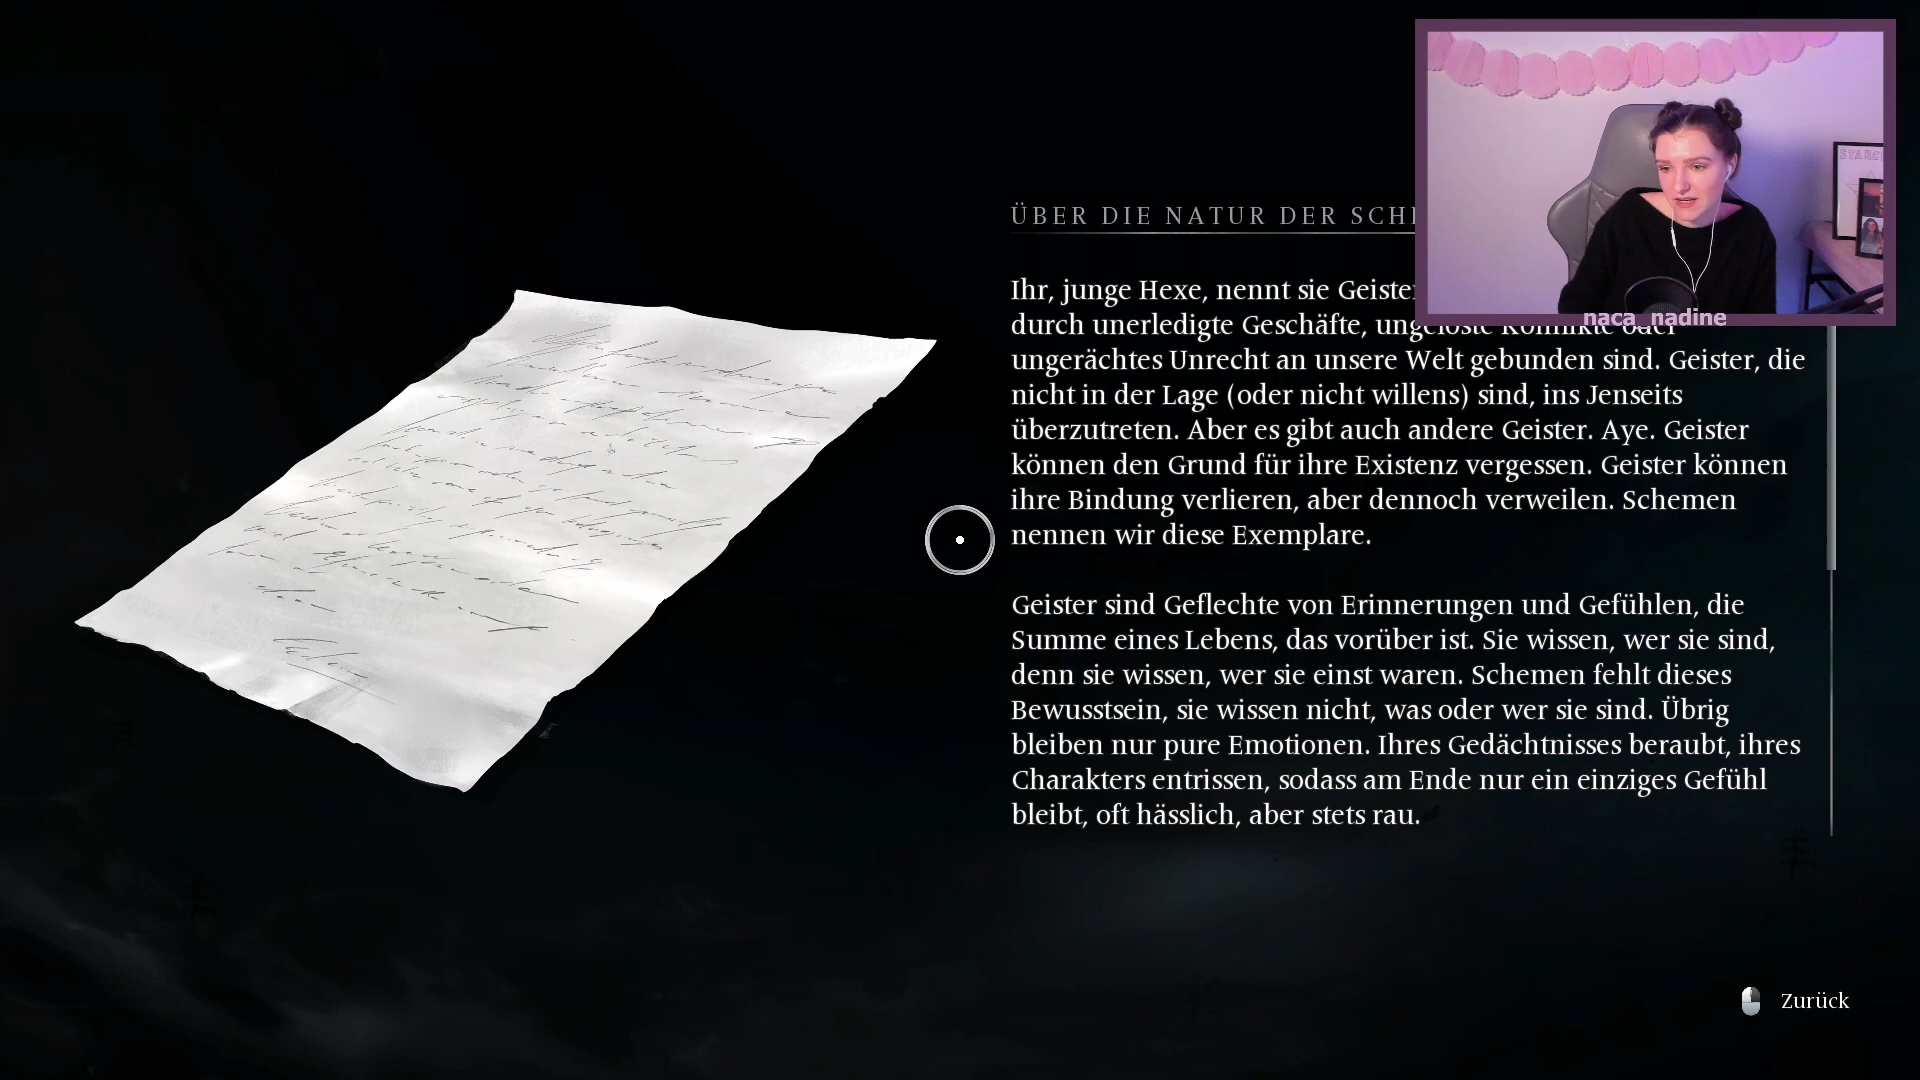 ÜBER DIE NATUR DER
Ihr, junge Hexe, nennt sie
durch unerledigte Geschäfte, ungelöste Konflikte oder
ungerächtes Unrecht an unsere Welt gebunden sind. Geister, die
nicht in der Lage (oder nicht willens) sind, ins Jenseits
überzutreten. Aber es gibt auch andere Geister. Aye. Geister
können den Grund für ihre Existenz vergessen. Geister können
ihre Bindung verlieren, aber dennoch verweilen. Schemen
nennen wir diese Exemplare.
Geister sind Geflechte von Erinnerungen und Gefühlen, die
Summe eines Lebens, das vorüber ist. Sie wissen, wer sie sind,
denn sie wissen, wer sie einst waren. Schemen fehlt dieses
Bewusstsein, sie wissen nicht, was oder wer sie sind. Übrig
bleiben nur pure Emotionen. Ihres Gedächtnisses beraubt, ihres
Charakters entrissen, sodass am Ende nur ein einziges Gefühl
bleibt, oft hässlich, aber stets rau.
naca_nadine
Zurück